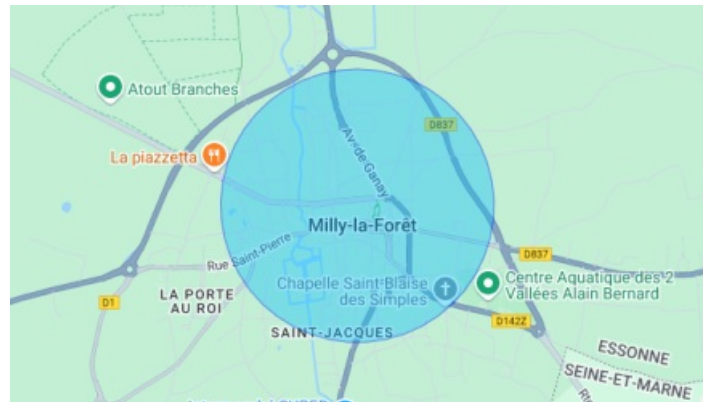 Atout Branches
La piazzetta
D837
Av. de Ganay
Milly-la-Forêt
Rue Saint-Pierre
D837
Chapelle Saint-Blaise
des Simples
Centre Aquatique des 2
Vallées Alain Bernard
LA PORTE
AU ROI
D1
D142Z
SAINT-JACQUES
ESSONNE
SEINE-ET-MARNE